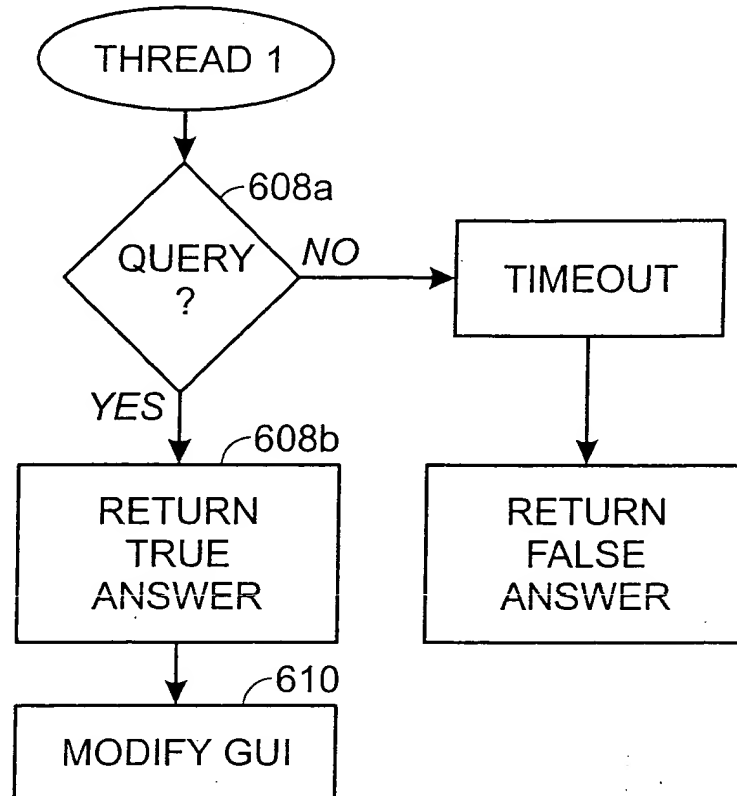 THREAD 1
608a
QUERY
?
NO
TIMEOUT
YES
608b
RETURN
TRUE
ANSWER
RETURN
FALSE
ANSWER
610
MODIFY GUI